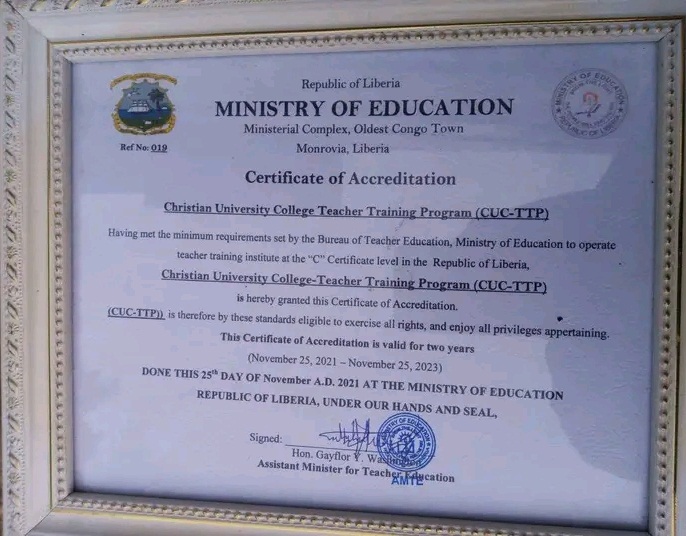 Republic of Liberia
MINISTRY OF EDUCATION
Ministerial Complex, Oldest Congo Town
Monrovia, Liberia
Ref No: 019
MINISTRY OF EDUCATION
REPUBLIC OF LIBERIA
Certificate of Accreditation
Christian University College Teacher Training Program (CUC-TTP)
Having met the minimum requirements set by the Bureau of Teacher Education, Ministry of Education to operate
teacher training institute at the “C” Certificate level in the Republic of Liberia,
Christian University College-Teacher Training Program (CUC-TTP)
is hereby granted this Certificate of Accreditation.
(CUC-TTP)) is therefore by these standards eligible to exercise all rights, and enjoy all privileges appertaining.
This Certificate of Accreditation is valid for two years
(November 25, 2021 – November 25, 2023)
DONE THIS 25th DAY OF November A.D. 2021 AT THE MINISTRY OF EDUCATION
REPUBLIC OF LIBERIA, UNDER OUR HANDS AND SEAL,
Signed:
Hon. Gayflor Y.
Assistant Minister for Teacher Education
AMTE